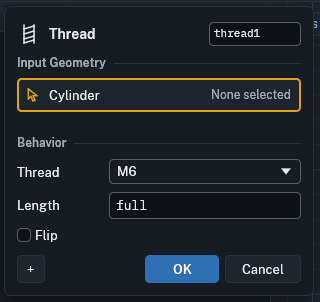 Thread thread1
Input Geometry
Cylinder None selected
Behavior
Thread M6
Length full
Flip
+ OK Cancel
s